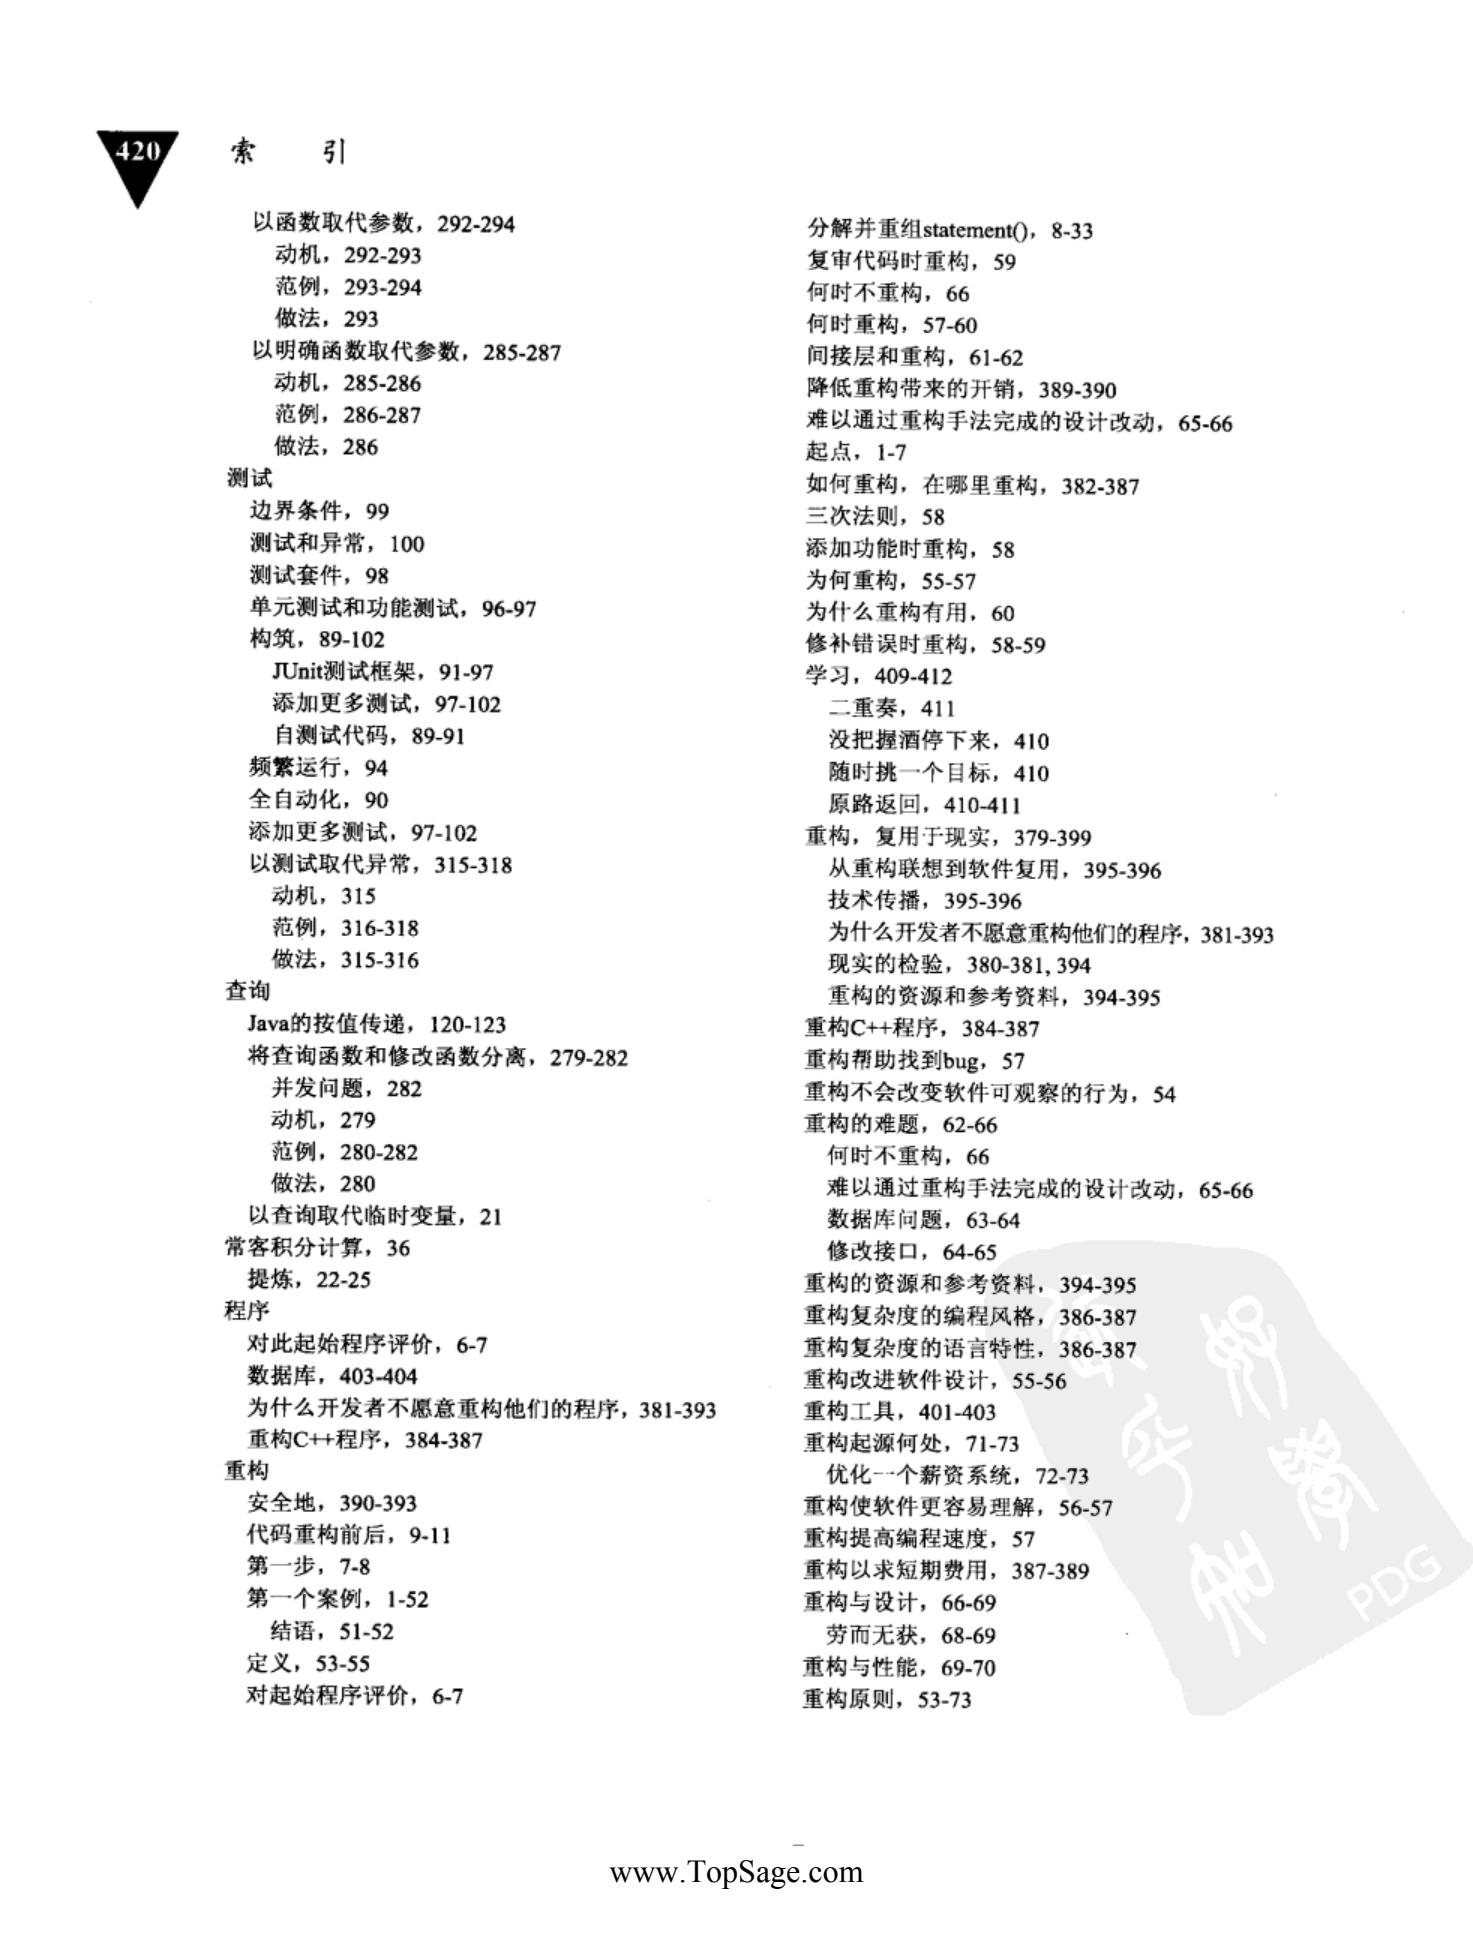 420
索 引
以函数取代参数，292-294
动机，292-293
范例，293-294
做法，293
以明确函数取代参数，285-287
动机，285-286
范例，286-287
做法，286
测试
边界条件，99
测试和异常，100
测试套件，98
单元测试和功能测试，96-97
构筑，89-102
JUnit测试框架，91-97
添加更多测试，97-102
自测试代码，89-91
频繁运行，94
全自动化，90
添加更多测试，97-102
以测试取代异常，315-318
动机，315
范例，316-318
做法，315-316
查询
Java的按值传递，120-123
将查询函数和修改函数分离，279-282
并发问题，282
动机，279
范例，280-282
做法，280
以查询取代临时变量，21
常客积分计算，36
提炼，22-25
程序
对此起始程序评价，6-7
数据库，403-404
为什么开发者不愿意重构他们的程序，381-393
重构C++程序，384-387
重构
安全地，390-393
代码重构前后，9-11
第一步，7-8
第一个案例，1-52
结语，51-52
定义，53-55
对起始程序评价，6-7
分解并重组statement()，8-33
复审代码时重构，59
何时不重构，66
何时重构，57-60
间接层和重构，61-62
降低重构带来的开销，389-390
难以通过重构手法完成的设计改动，65-66
起点，1-7
如何重构，在哪里重构，382-387
三次法则，58
添加功能时重构，58
为何重构，55-57
为什么重构有用，60
修补错误时重构，58-59
学习，409-412
二重奏，411
没把握酒停下来，410
随时挑一个目标，410
原路返回，410-411
重构，复用于现实，379-399
从重构联想到软件复用，395-396
技术传播，395-396
为什么开发者不愿意重构他们的程序，381-393
现实的检验，380-381, 394
重构的资源和参考资料，394-395
重构C++程序，384-387
重构帮助找到bug，57
重构不会改变软件可观察的行为，54
重构的难题，62-66
何时不重构，66
难以通过重构手法完成的设计改动，65-66
数据库问题，63-64
修改接口，64-65
重构的资源和参考资料，394-395
重构复杂度的编程风格，386-387
重构复杂度的语言特性，386-387
重构改进软件设计，55-56
重构工具，401-403
重构起源何处，71-73
优化一个薪资系统，72-73
重构使软件更容易理解，56-57
重构提高编程速度，57
重构以求短期费用，387-389
重构与设计，66-69
劳而无获，68-69
重构与性能，69-70
重构原则，53-73
PDG
www.TopSage.com